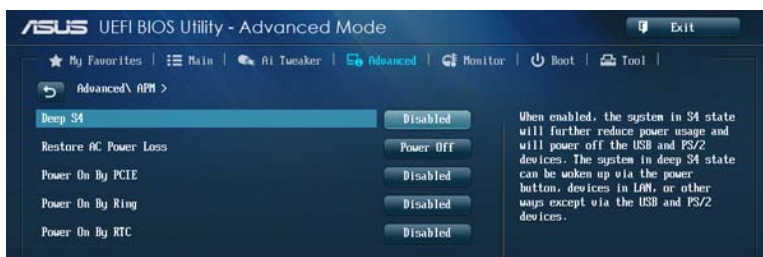 ASUS UEFI BIOS Utility - Advanced Mode
Exit
My Favorites | Main | Ai Tweaker | Advanced | Monitor | Boot | Tool |
Advanced\ APM >
Deep S4 Disabled
Restore AC Power Loss Power Off
Power On By PCIE Disabled
Power On By Ring Disabled
Power On By RTC Disabled
When enabled, the system in S4 state
will further reduce power usage and
will power off the USB and PS/2
devices. The system in deep S4 state
can be woken up via the power
button, devices in LAN, or other
ways except via the USB and PS/2
devices.